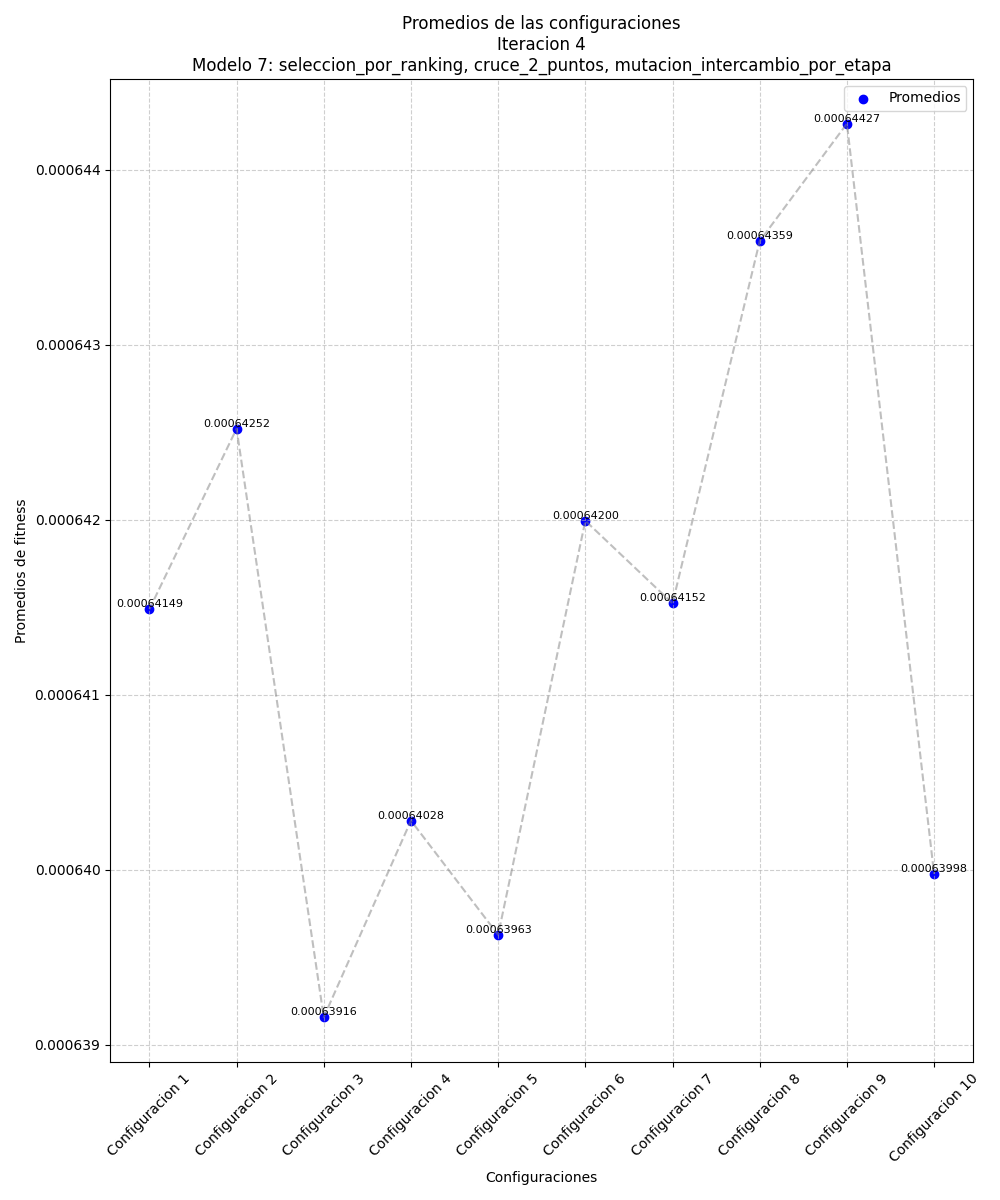 Promedios de las configuraciones
Iteracion 4
Modelo 7: seleccion_por_ranking, cruce_2_puntos, mutacion_intercambio_por_etapa
Promedios
0.000644
0.000643
0.000642
0.000641
0.000640
0.000639
Promedios de fitness
0.00064149
0.00064252
0.00063916
0.00064028
0.00063963
0.00064200
0.00064152
0.00064359
0.00064427
0.00063998
Configuracion 1
Configuracion 2
Configuracion 3
Configuracion 4
Configuracion 5
Configuracion 6
Configuracion 7
Configuracion 8
Configuracion 9
Configuracion 10
Configuraciones